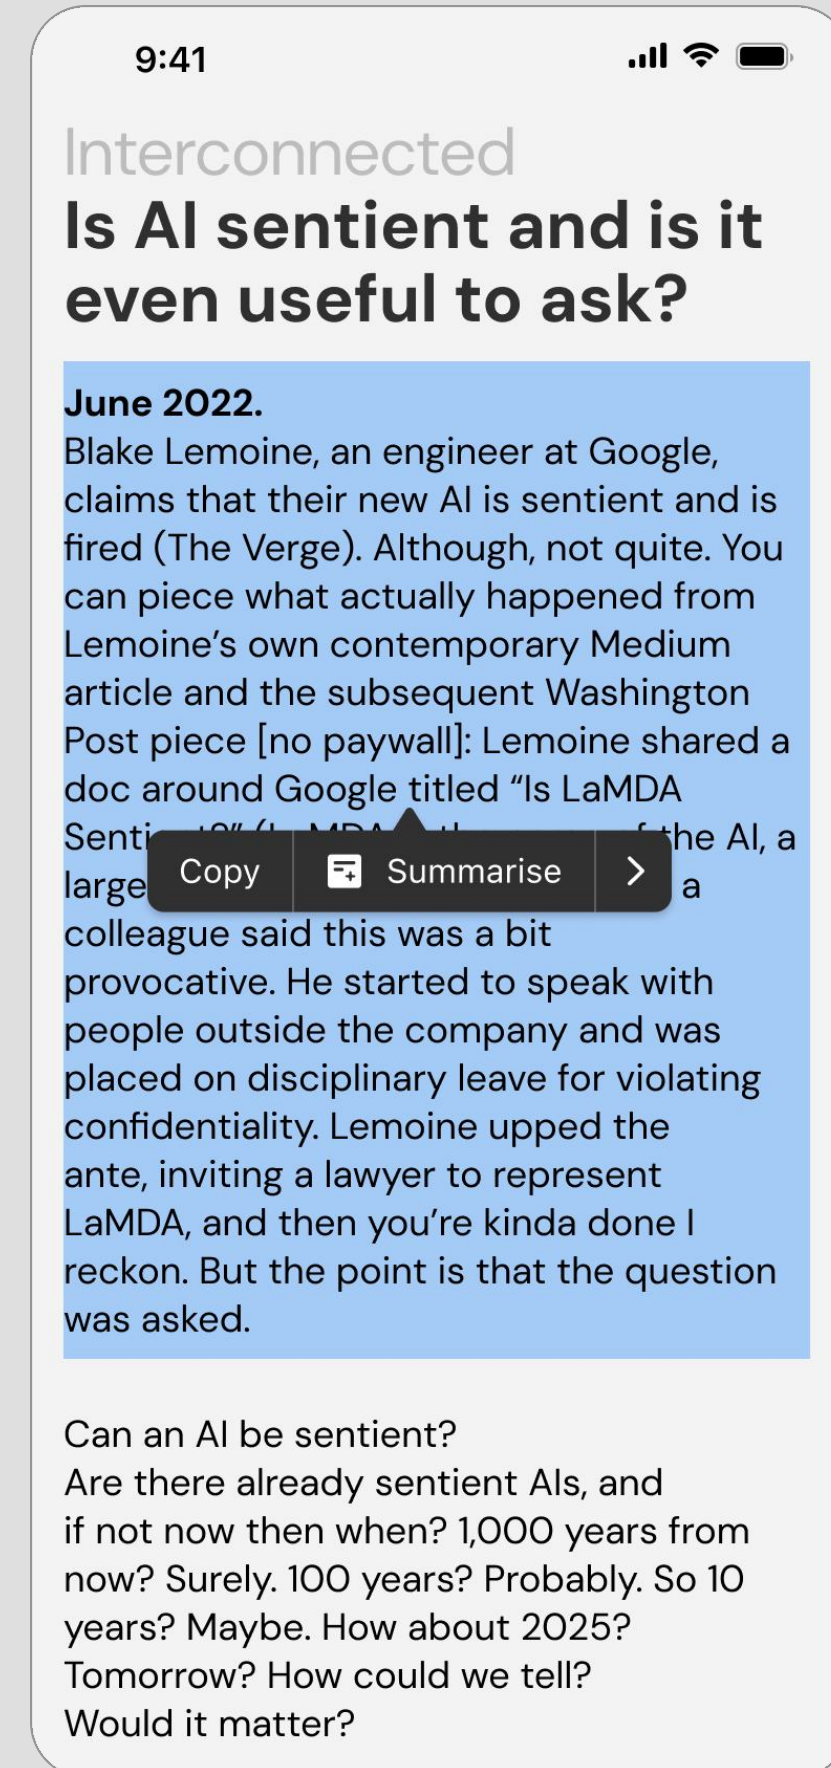 9:41
Interconnected
Is AI sentient and is it
even useful to ask?
June 2022.
Blake Lemoine, an engineer at Google,
claims that their new AI is sentient and is
fired (The Verge). Although, not quite. You
can piece what actually happened from
Lemoine’s own contemporary Medium
article and the subsequent Washington
Post piece [no paywall]: Lemoine shared a
doc around Google titled “Is LaMDA
the AI, a
large a
Copy Summarise
colleague said this was a bit
provocative. He started to speak with
people outside the company and was
placed on disciplinary leave for violating
confidentiality. Lemoine upped the
ante, inviting a lawyer to represent
LaMDA, and then you’re kinda done I
reckon. But the point is that the question
was asked.
Can an AI be sentient?
Are there already sentient AIs, and
if not now then when? 1,000 years from
now? Surely. 100 years? Probably. So 10
years? Maybe. How about 2025?
Tomorrow? How could we tell?
Would it matter?